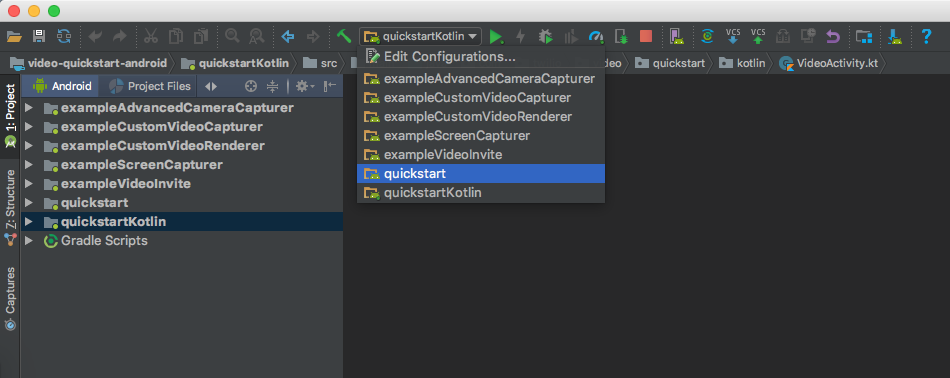 quickstartKotlin
VCS VCS
video-quickstart-android quickstartKotlin src quickstart kotlin VideoActivity.kt
Edit Configurations...
exampleAdvancedCameraCapturer
exampleCustomVideoCapturer
exampleCustomVideoRenderer
exampleScreenCapturer
exampleVideoInvite
quickstart
quickstartKotlin
1: Project
Z: Structure
Captures
Android Project Files
exampleAdvancedCameraCapturer
exampleCustomVideoCapturer
exampleCustomVideoRenderer
exampleScreenCapturer
exampleVideoInvite
quickstart
quickstartKotlin
Gradle Scripts